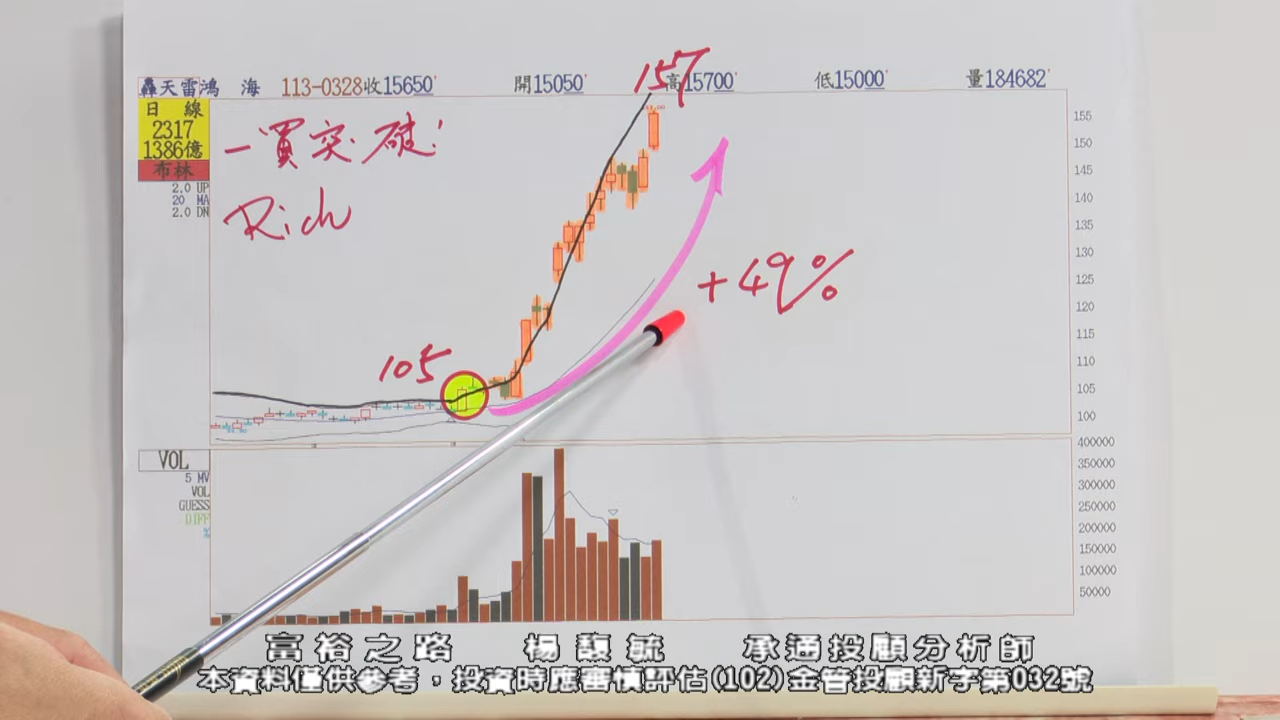 轟天雷鴻 海 113-0328收15650' 開15050' 高15700' 低15000' 量184682'
157
日 線
2317
1386億
布林
2.0 UP
20 MA
2.0 DN
一買突破:
Rich
+49%
105
155
150
145
140
135
130
125
120
115
110
105
100
VOL
5 MV
VOL
GUESS
DIFF
400000
350000
300000
250000
200000
150000
100000
50000
富裕之路 楊馥毓 承通投顧分析師
本資料僅供參考，投資時應審慎評估(102)金管投顧新字第032號